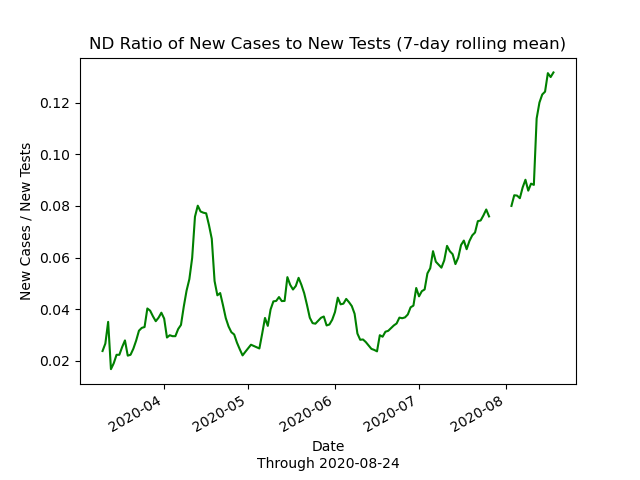 ND Ratio of New Cases to New Tests (7-day rolling mean)
0.12
0.10
0.08
0.06
0.04
0.02
New Cases / New Tests
2020-04
2020-05
2020-06
2020-07
2020-08
Date
Through 2020-08-24